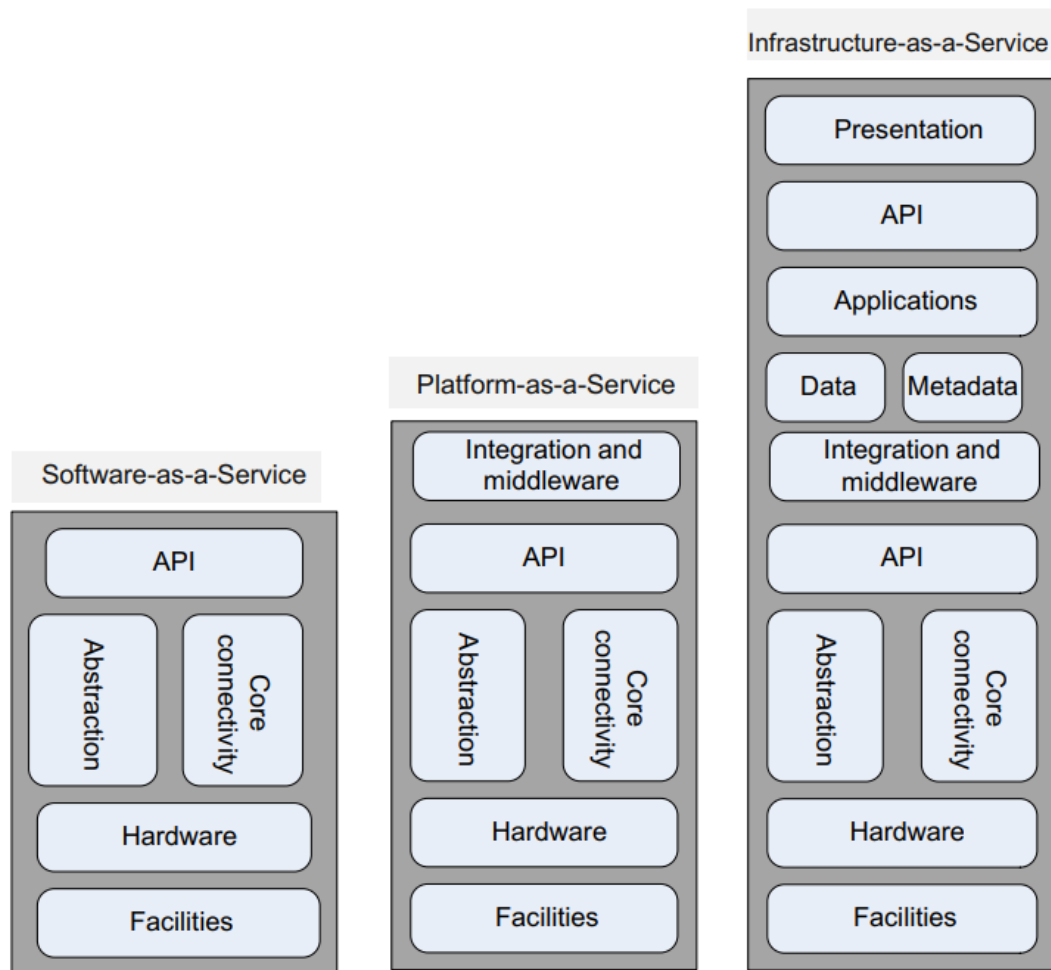 Software-as-a-Service
API
Abstraction
Core
connectivity
Hardware
Facilities
Platform-as-a-Service
Integration and
middleware
API
Abstraction
Core
connectivity
Hardware
Facilities
Infrastructure-as-a-Service
Presentation
API
Applications
Data
Metadata
Integration and
middleware
API
Abstraction
Core
connectivity
Hardware
Facilities